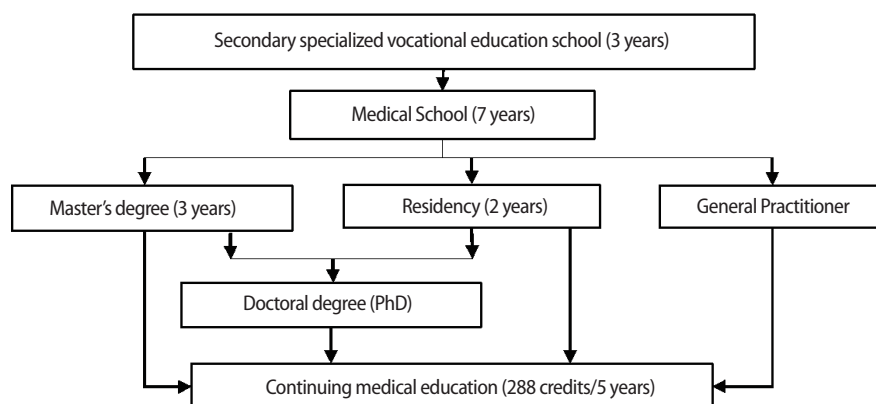 Secondary specialized vocational education school (3 years)
Medical School (7 years)
Master's degree (3 years)
Residency (2 years)
General Practitioner
Doctoral degree (PhD)
Continuing medical education (288 credits/5 years)